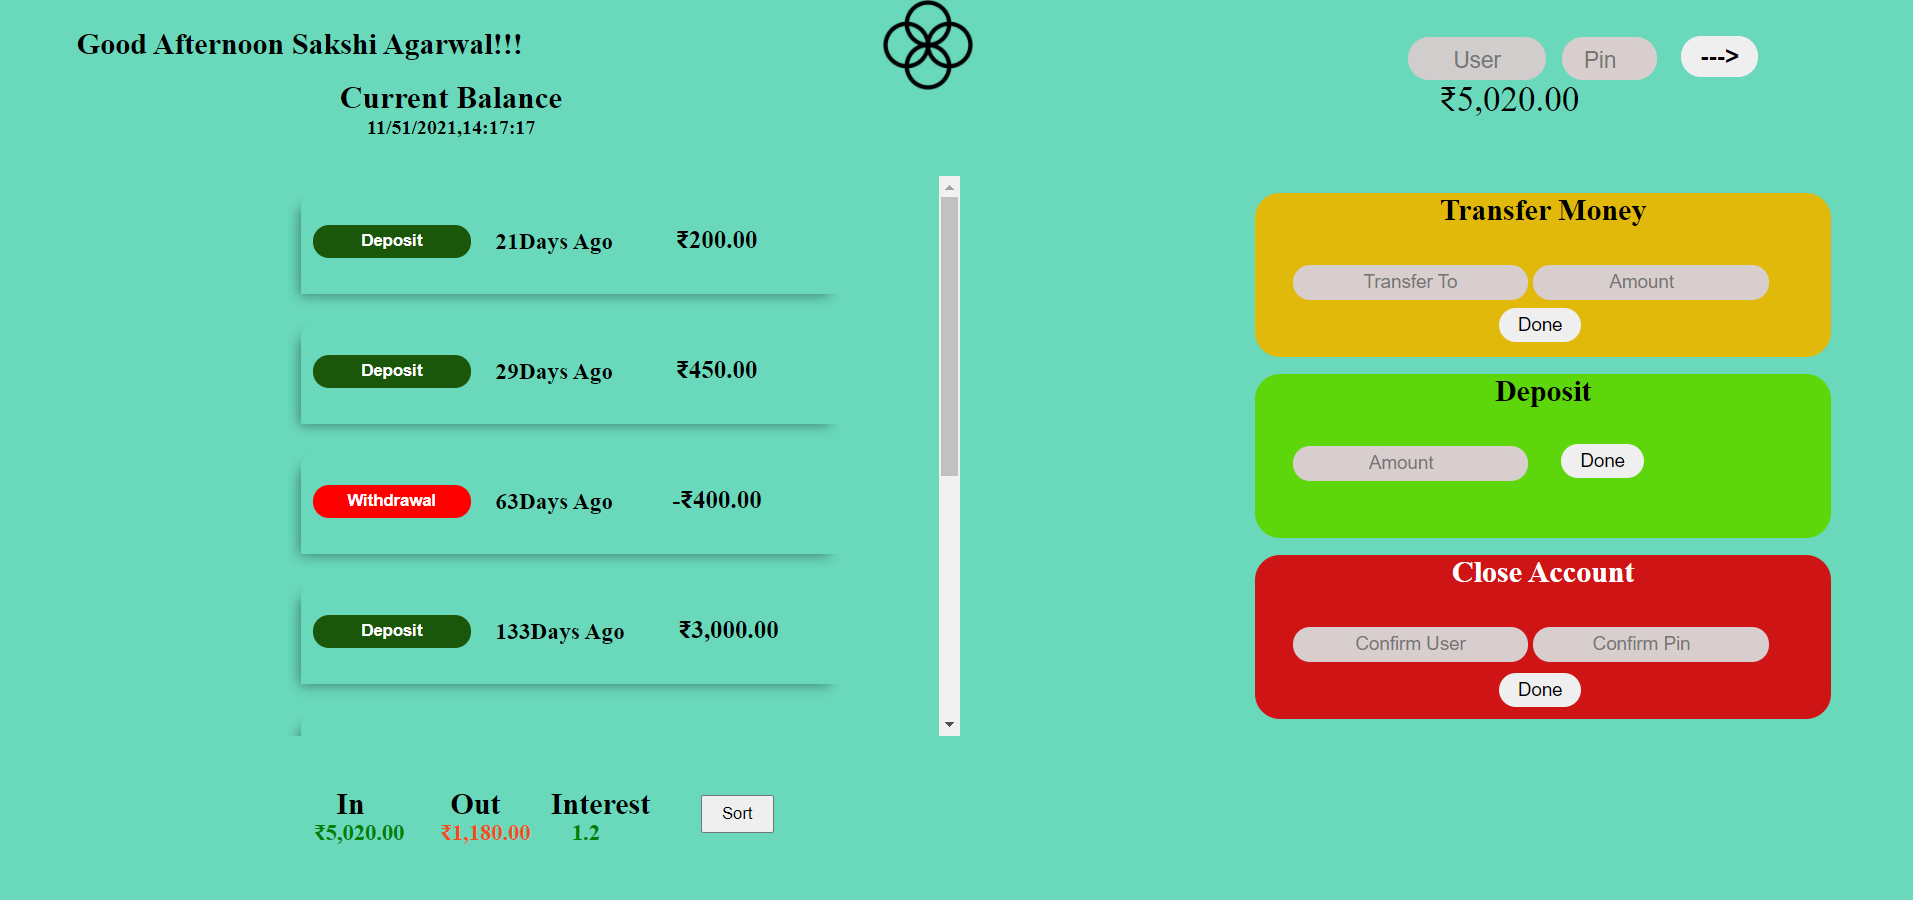 Good Afternoon Sakshi Agarwal!!!
User Pin --->
Current Balance
₹5,020.00
11/51/2021,14:17:17
Deposit 21Days Ago ₹200.00
Deposit 29Days Ago ₹450.00
Withdrawal 63Days Ago -₹400.00
Deposit 133Days Ago ₹3,000.00
Transfer Money
Transfer To Amount
Done
Deposit
Amount Done
Close Account
Confirm User Confirm Pin
Done
In Out Interest Sort
₹5,020.00 ₹1,180.00 1.2